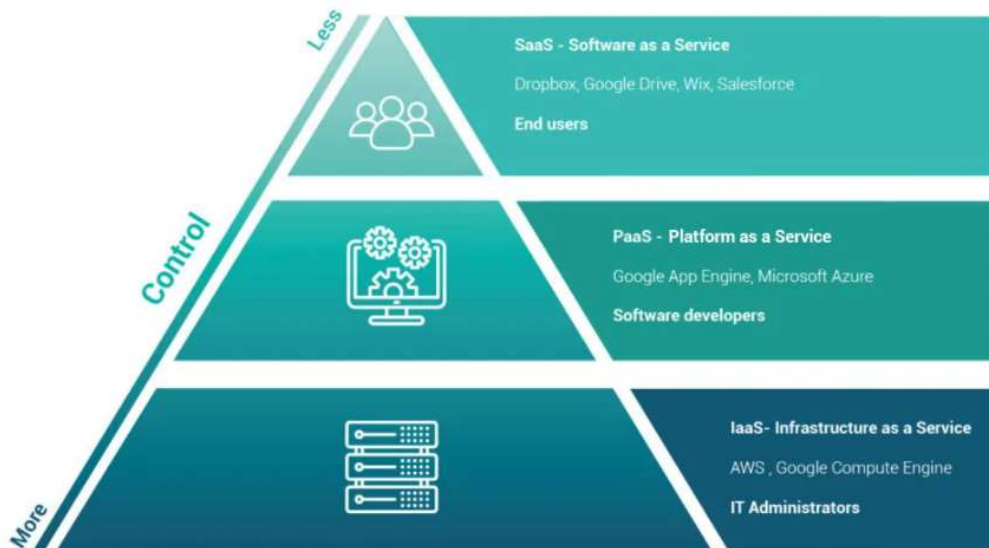 Less
SaaS - Software as a Service
Dropbox, Google Drive, Wix, Salesforce
End users
Control
PaaS - Platform as a Service
Google App Engine, Microsoft Azure
Software developers
IaaS- Infrastructure as a Service
AWS , Google Compute Engine
IT Administrators
More